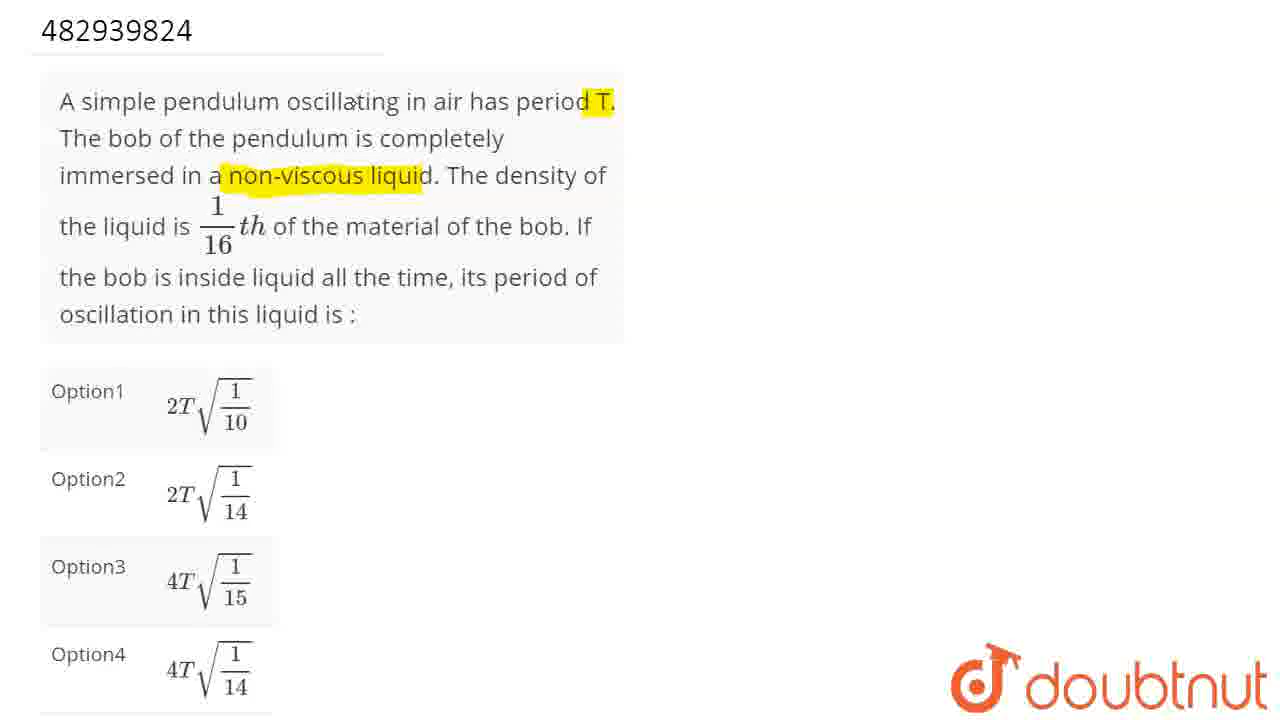 482939824
A simple pendulum oscillating in air has period T.
The bob of the pendulum is completely
immersed in a non-viscous liquid. The density of
the liquid is 1/16 th of the material of the bob. If
the bob is inside liquid all the time, its period of
oscillation in this liquid is :
Option1 2T√(1/10)
Option2 2T√(1/14)
Option3 4T√(1/15)
Option4 4T√(1/14)
doubtnut